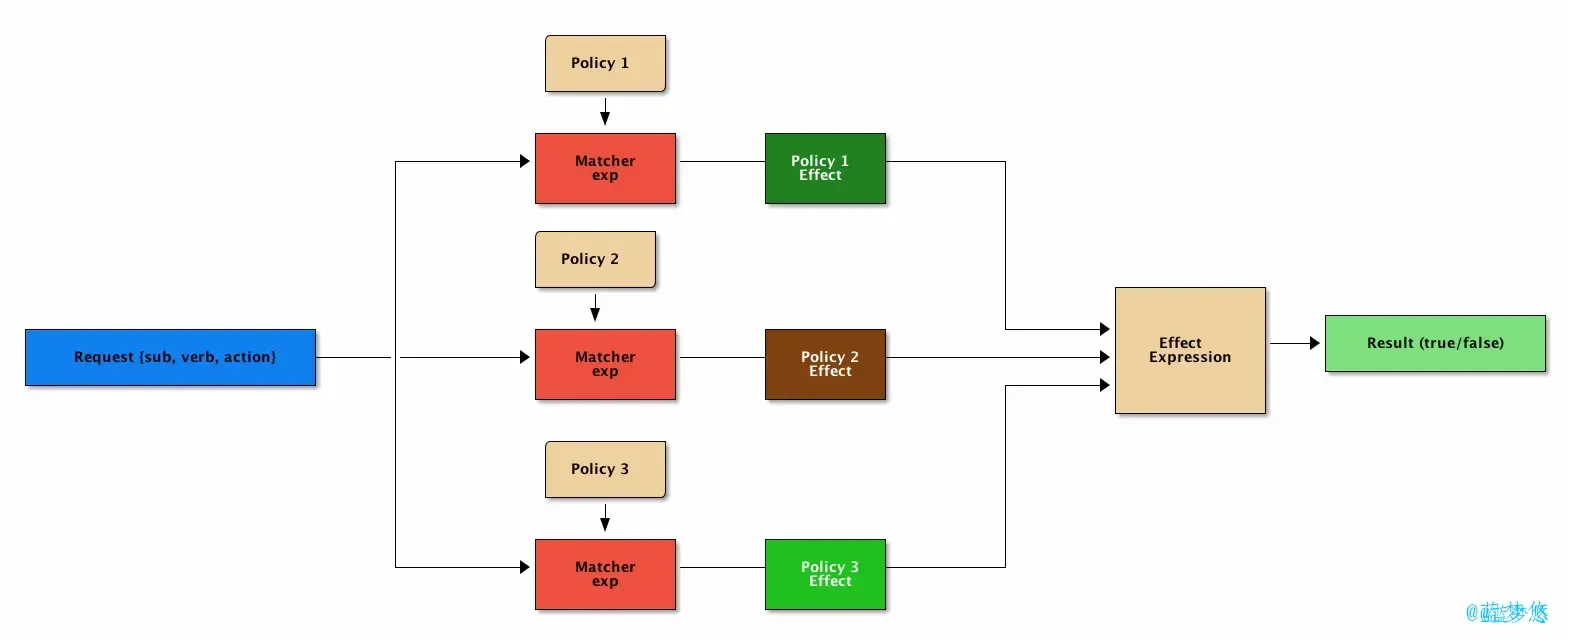 Policy 1
Matcher
exp
Policy 1
Effect
Policy 2
Request {sub, verb, action}
Matcher
exp
Policy 2
Effect
Effect
Expression
Result (true/false)
Policy 3
Matcher
exp
Policy 3
Effect